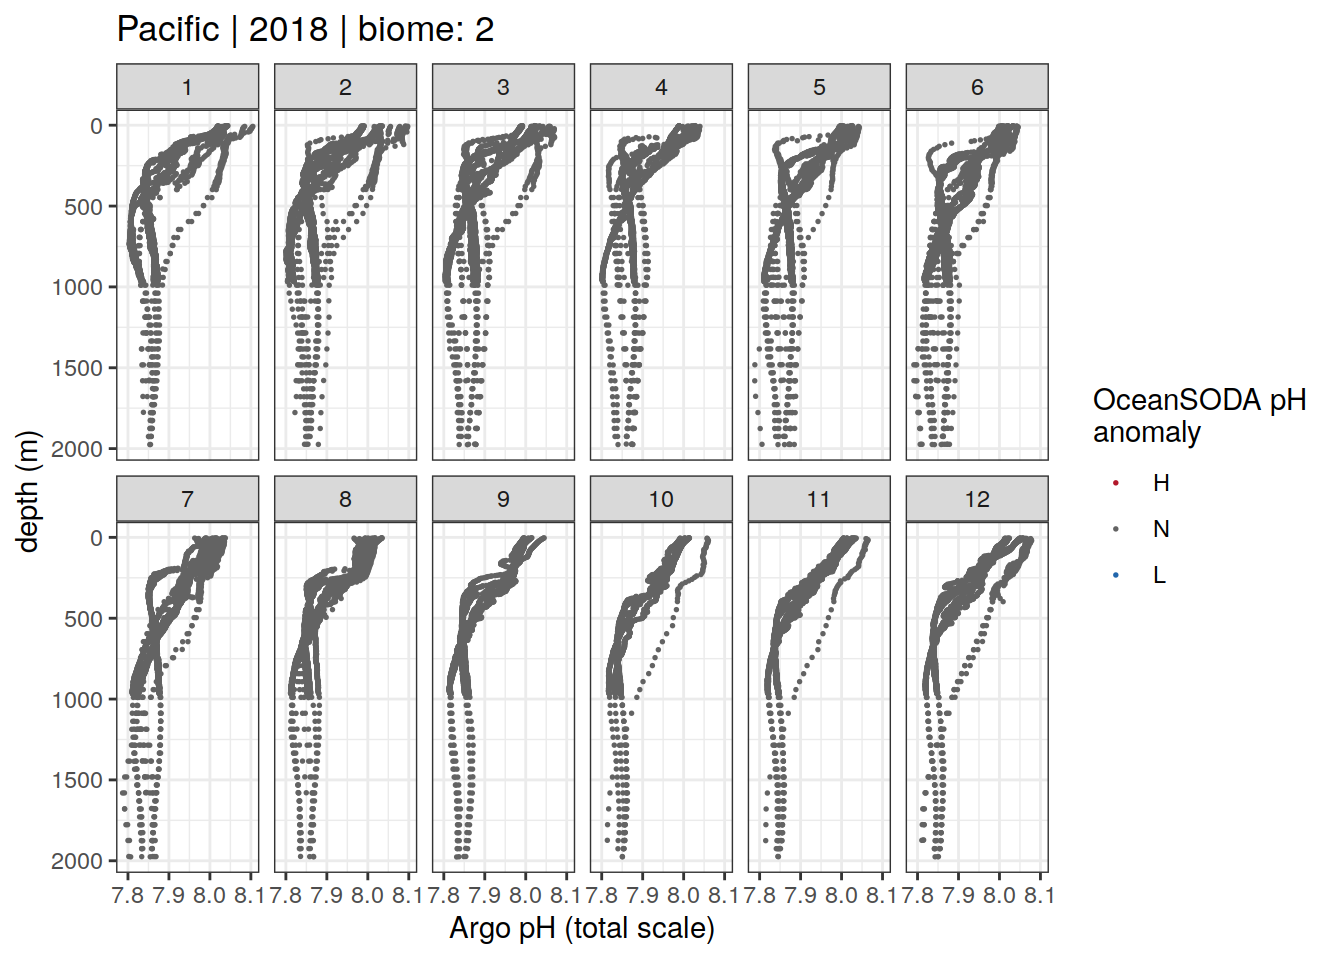 Pacific | 2018 | biome: 2
1 2 3 4 5 6
0
500
1000
1500
2000
7 8 9 10 11 12
0
500
1000
1500
2000
7.8 7.9 8.0 8.1 7.8 7.9 8.0 8.1 7.8 7.9 8.0 8.1 7.8 7.9 8.0 8.1 7.8 7.9 8.0 8.1 7.8 7.9 8.0 8.1
Argo pH (total scale)
depth (m)
OceanSODA pH
anomaly
H
N
L